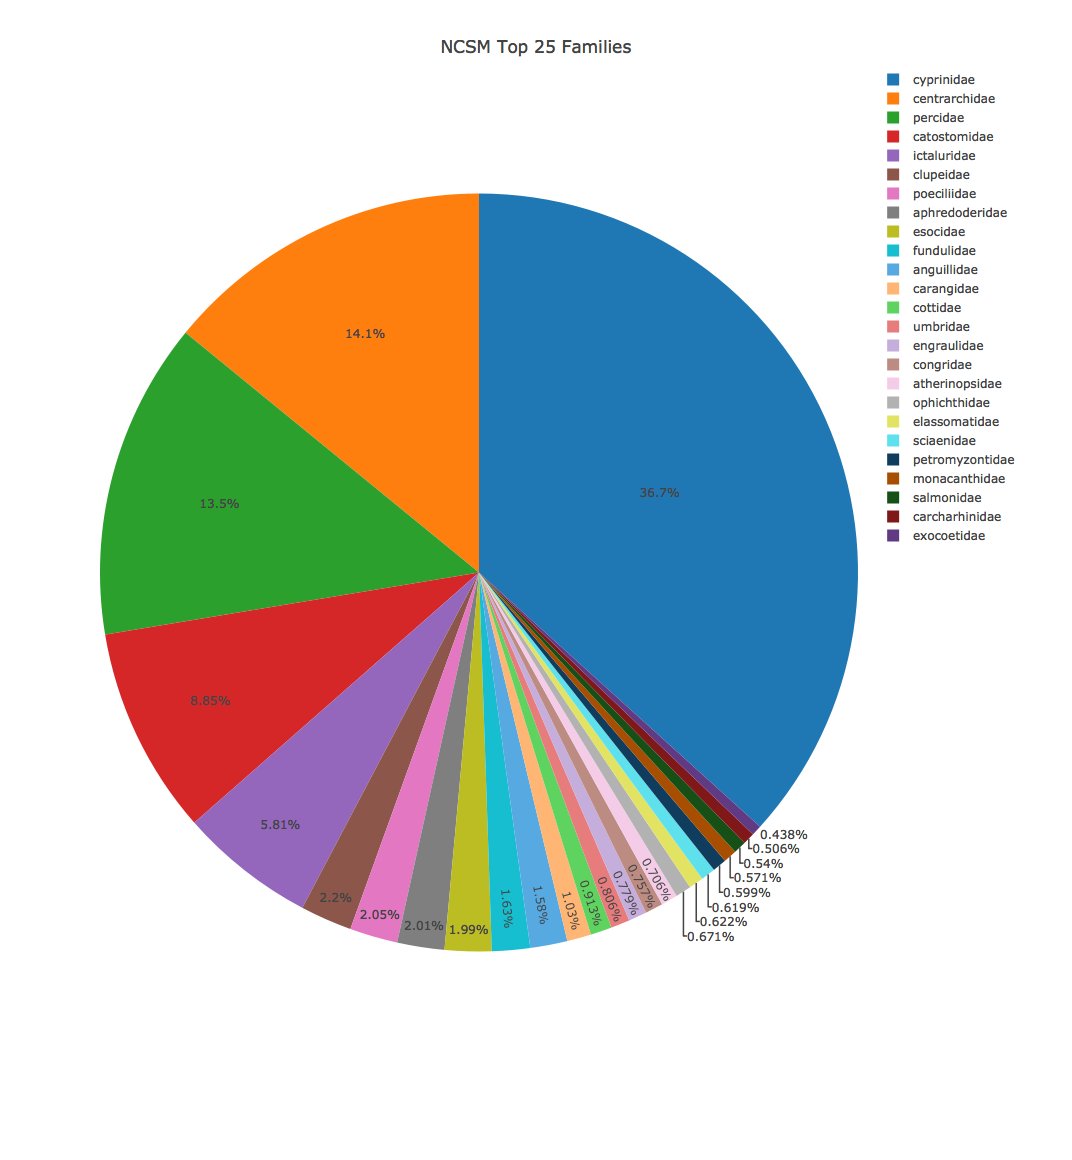 NCSM Top 25 Families
cyprinidae
centrarchidae
percidae
catostomidae
ictaluridae
clupeidae
poeciliidae
aphredoderidae
esocidae
fundulidae
anguillidae
carangidae
cottidae
umbridae
engraulidae
congridae
atherinopsidae
ophichthidae
elassomatidae
sciaenidae
petromyzontidae
monacanthidae
salmonidae
carcharhinidae
exocoetidae
36.7%
14.1%
13.5%
8.85%
5.81%
2.2%
2.05%
2.01%
1.99%
1.63%
1.58%
1.03%
0.913%
0.806%
0.779%
0.757%
0.706%
0.671%
0.622%
0.619%
0.599%
0.571%
0.54%
0.506%
0.438%